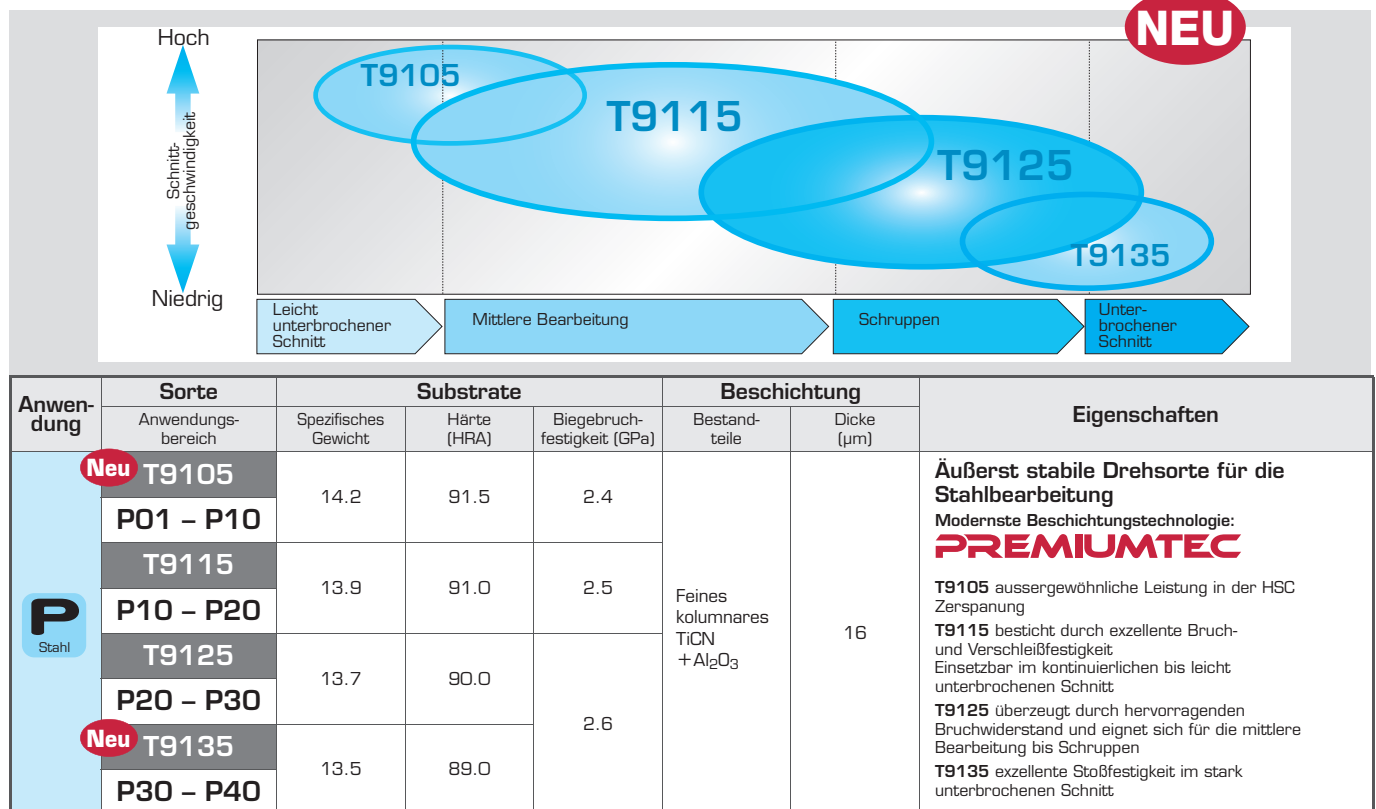 NEU
Hoch
Schnitt-
geschwindigkeit
Niedrig
T9105
T9115
T9125
T9135
Leicht
unterbrochener
Schnitt
Mittlere Bearbeitung
Schruppen
Unter-
brochener
Schnitt
Anwen-
dung
Sorte
Substrate
Beschichtung
Eigenschaften
Anwendungs-
bereich
Spezifisches
Gewicht
Härte
(HRA)
Biegebruch-
festigkeit (GPa)
Bestand-
teile
Dicke
(µm)
P
Stahl
Neu
T9105
P01 – P10
14.2
91.5
2.4
T9115
P10 – P20
13.9
91.0
2.5
T9125
P20 – P30
13.7
90.0
2.6
Neu
T9135
P30 – P40
13.5
89.0
Feines
kolumnares
TiCN
+Al₂O₃
16
Äußerst stabile Drehsorte für die
Stahlbearbeitung
Modernste Beschichtungstechnologie:
PREMIUMTEC
T9105 aussergewöhnliche Leistung in der HSC
Zerspanung
T9115 besticht durch exzellente Bruch-
und Verschleißfestigkeit
Einsetzbar im kontinuierlichen bis leicht
unterbrochenen Schnitt
T9125 überzeugt durch hervorragenden
Bruchwiderstand und eignet sich für die mittlere
Bearbeitung bis Schruppen
T9135 exzellente Stoßfestigkeit im stark
unterbrochenen Schnitt